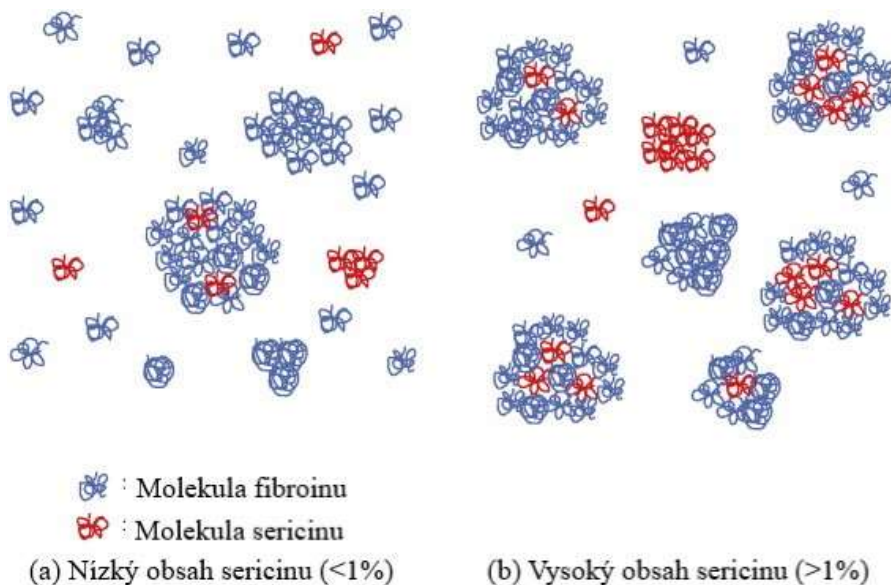 : Molekula fibroinu
: Molekula sericinu
(a) Nízký obsah sericinu (<1%)
(b) Vysoký obsah sericinu (>1%)